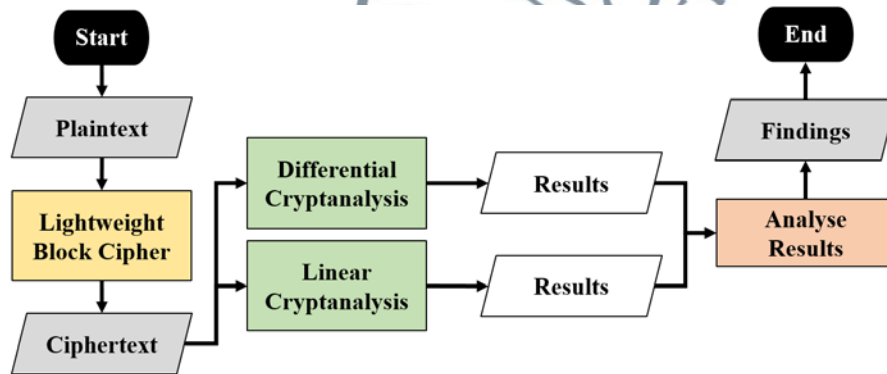 Start
Plaintext
Lightweight
Block Cipher
Ciphertext
Differential
Cryptanalysis
Linear
Cryptanalysis
Results
Results
Analyse
Results
Findings
End